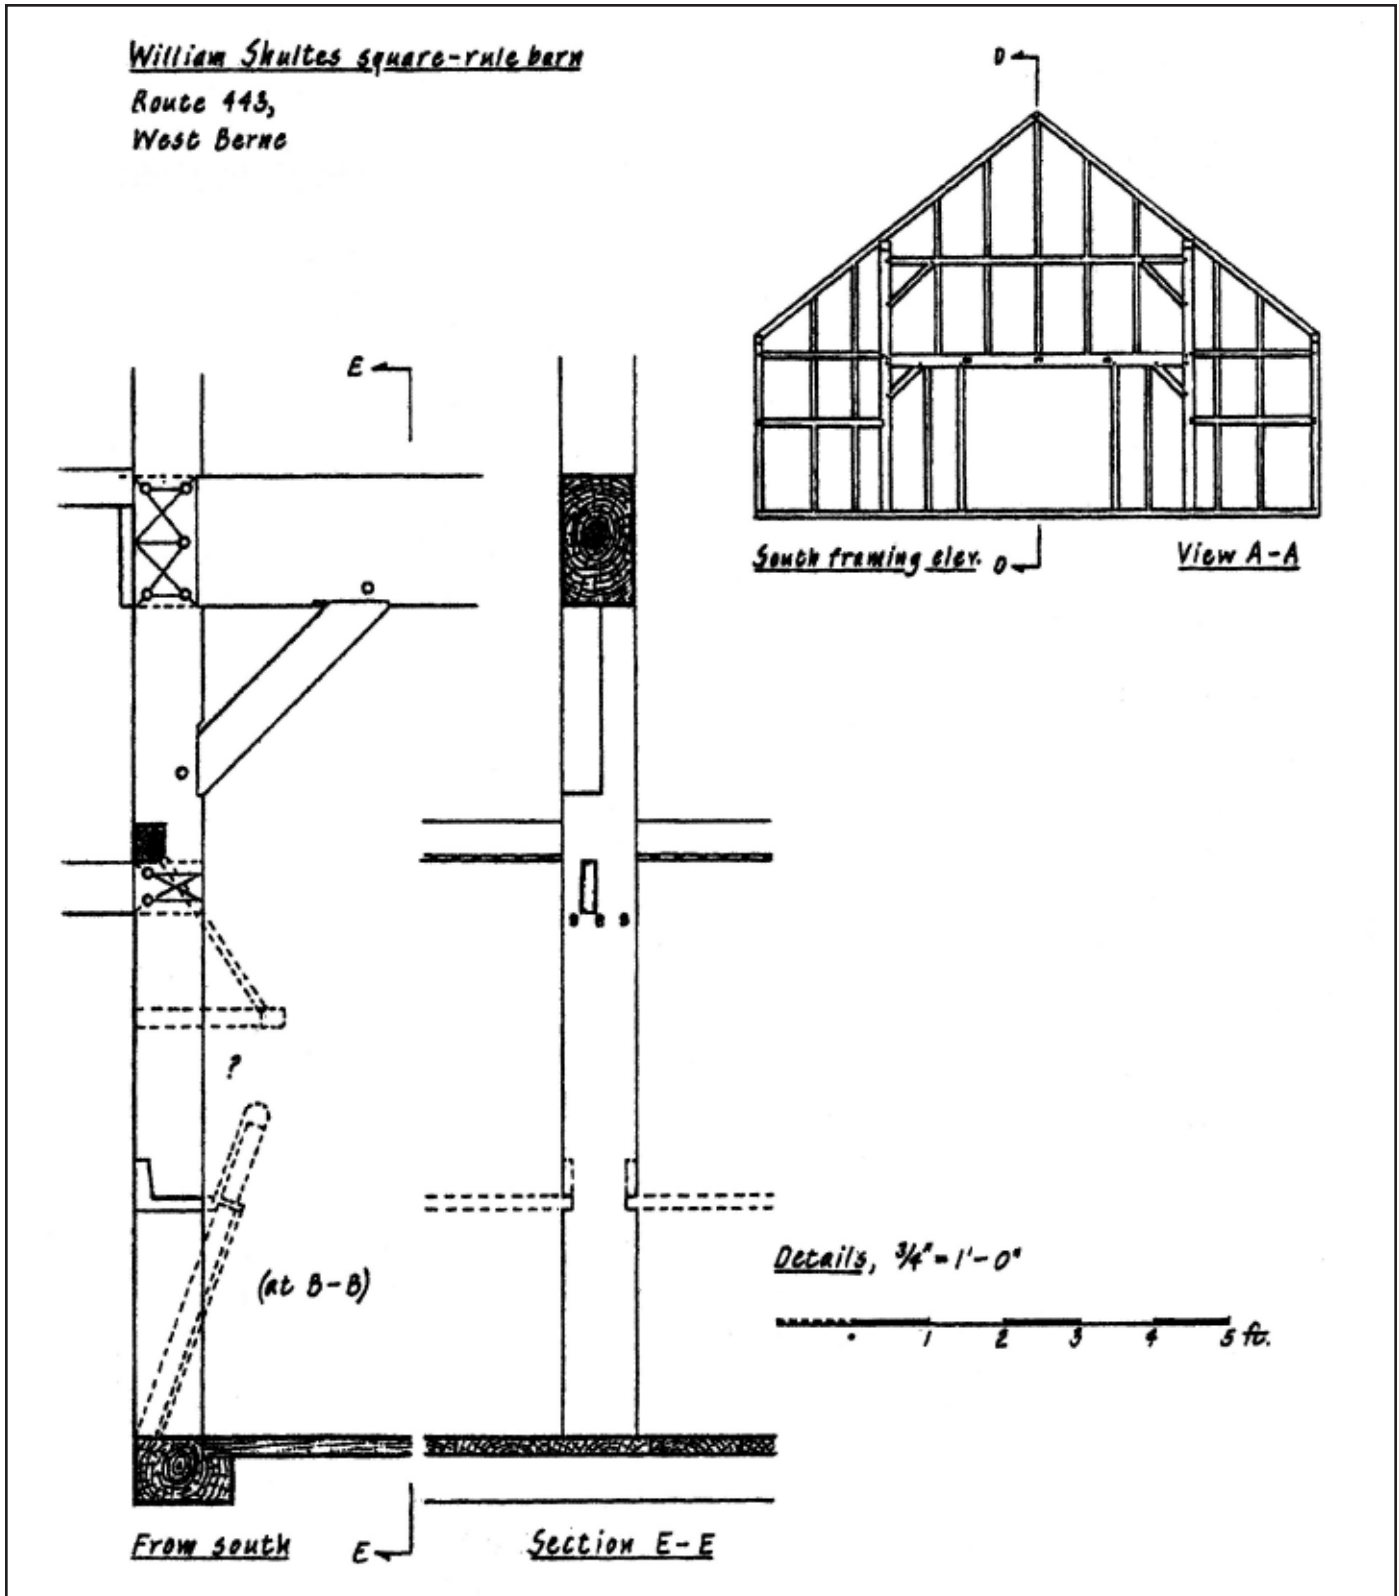 William Shultes square-rule barn
Route 443,
West Berne
D
South framing elev.
D
View A-A
E
?
(at B-B)
Details, 3/4" = 1'-0"
1 2 3 4 5 ft.
From south
E
Section E-E